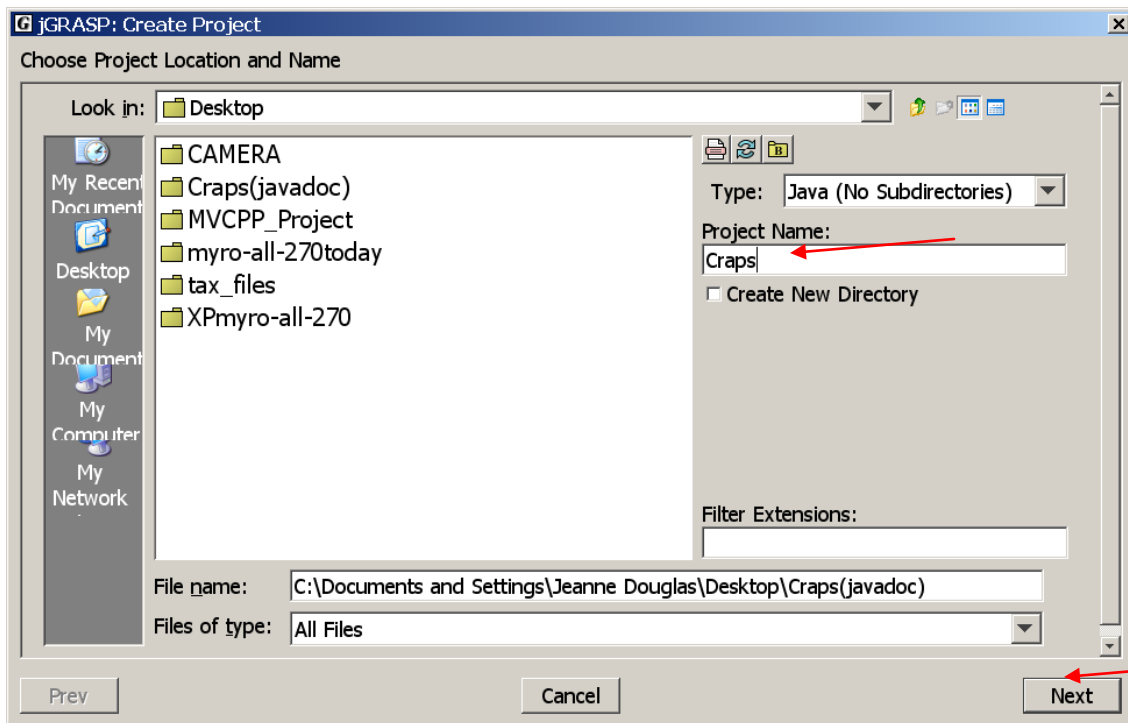 G jGRASP: Create Project
Choose Project Location and Name
Look in: Desktop
My Recent
Document
Desktop
My
Document
My
Computer
My
Network
CAMERA
Craps(javadoc)
MVCPP_Project
myro-all-270today
tax_files
XPmyro-all-270
B
Type: Java (No Subdirectories)
Project Name:
Craps
Create New Directory
Filter Extensions:
File name: C:\Documents and Settings\Jeanne Douglas\Desktop\Craps(javadoc)
Files of type: All Files
Prev Cancel Next